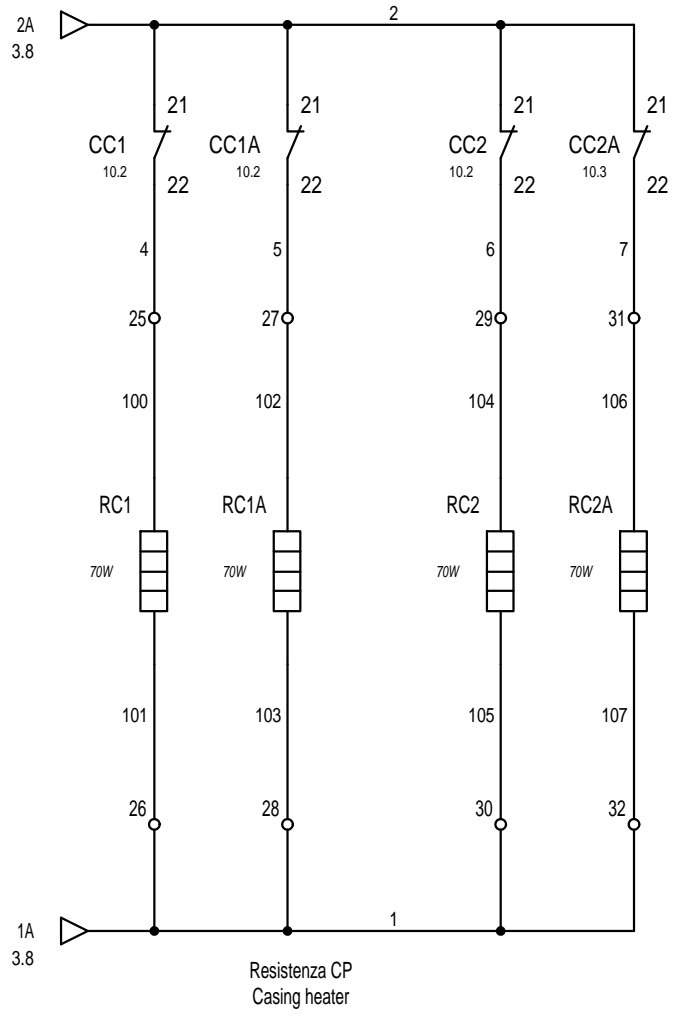 2A 2
3.8
21 21 21 21
CC1 CC1A CC2 CC2A
10.2 10.2 10.2 10.3
22 22 22 22
4 5 6 7
25 27 29 31
100 102 104 106
RC1 RC1A RC2 RC2A
70W 70W 70W 70W
101 103 105 107
26 28 30 32
1A 1
3.8
Resistenza CP
Casing heater